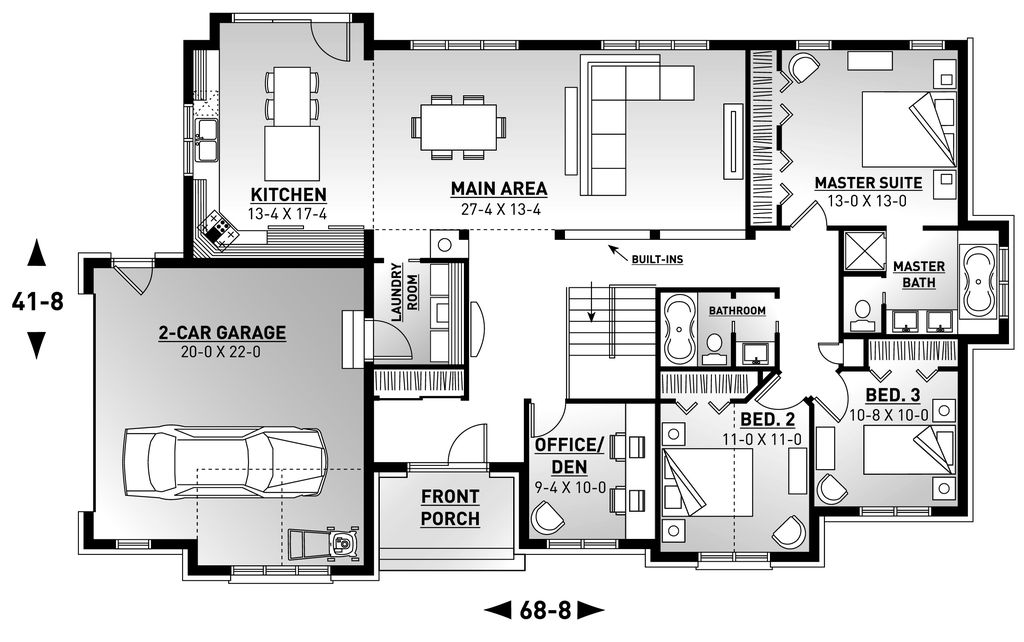 KITCHEN
13-4 X 17-4
MAIN AREA
27-4 X 13-4
MASTER SUITE
13-0 X 13-0
BUILT-INS
MASTER
BATH
LAUNDRY
ROOM
41-8
2-CAR GARAGE
20-0 X 22-0
BATHROOM
BED. 3
10-8 X 10-0
BED. 2
11-0 X 11-0
OFFICE/
DEN
9-4 X 10-0
FRONT
PORCH
68-8